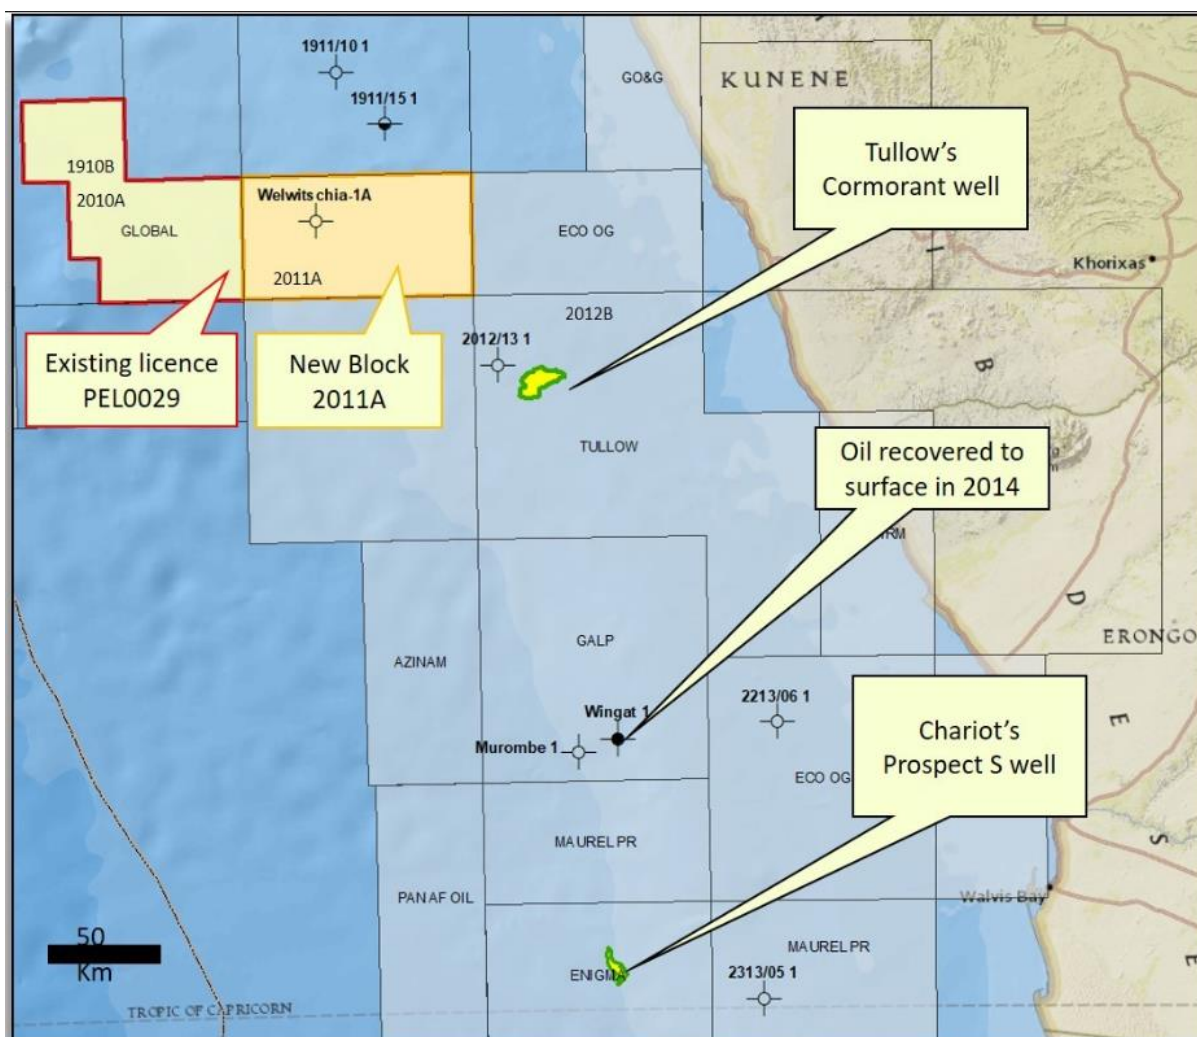 1911/10 1
GO&G
KUNENE
1911/15 1
Tullow's
Cormorant well
1910B
2010A
GLOBAL
Welwitschia-1A
2011A
ECO OG
Khorixas
2012B
2012/13 1
Existing licence
PEL0029
New Block
2011A
B
TULLOW
Oil recovered to
surface in 2014
RM
D
ERONGO
GALP
AZINAM
Wingat 1
Murombe 1
2213/06 1
E
Chariot's
Prospect S well
ECO OG
MAUREL PR
S
PANAF OIL
Walvis Bay
50
Km
ENIGMA
MAUREL PR
2313/05 1
E
TROPIC OF CAPRICORN